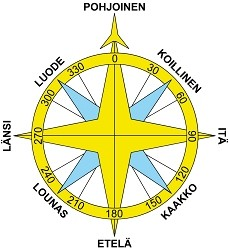 POHJOINEN
LUODE
KOILLINEN
330
0
30
300
60
LÄNSI
270
90
ITÄ
240
120
LOUNAS
210
180
150
KAAKKO
ETELÄ